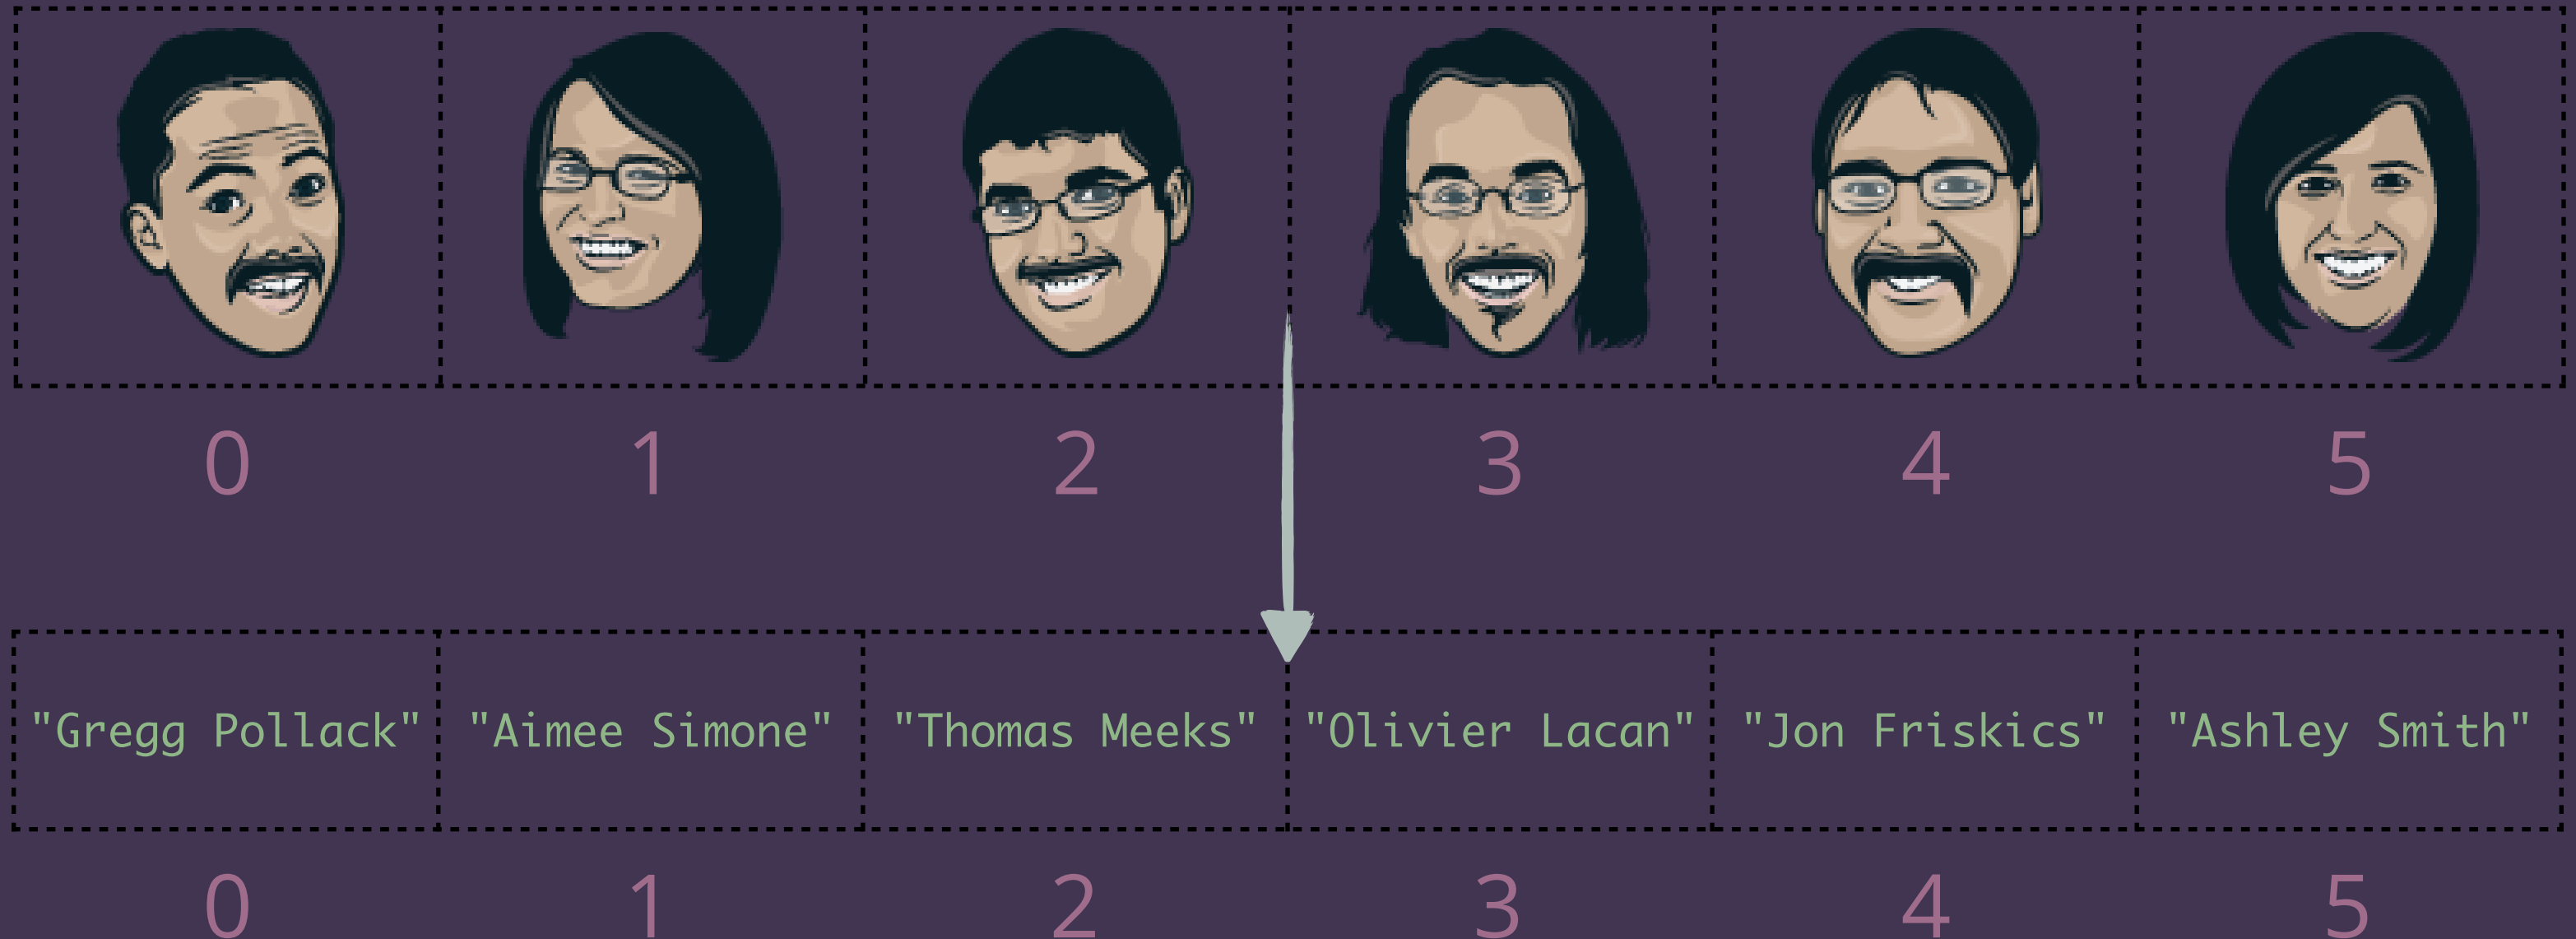 0 1 2 3 4 5
"Gregg Pollack" "Aimee Simone" "Thomas Meeks" "Olivier Lacan" "Jon Friskics" "Ashley Smith"
0 1 2 3 4 5